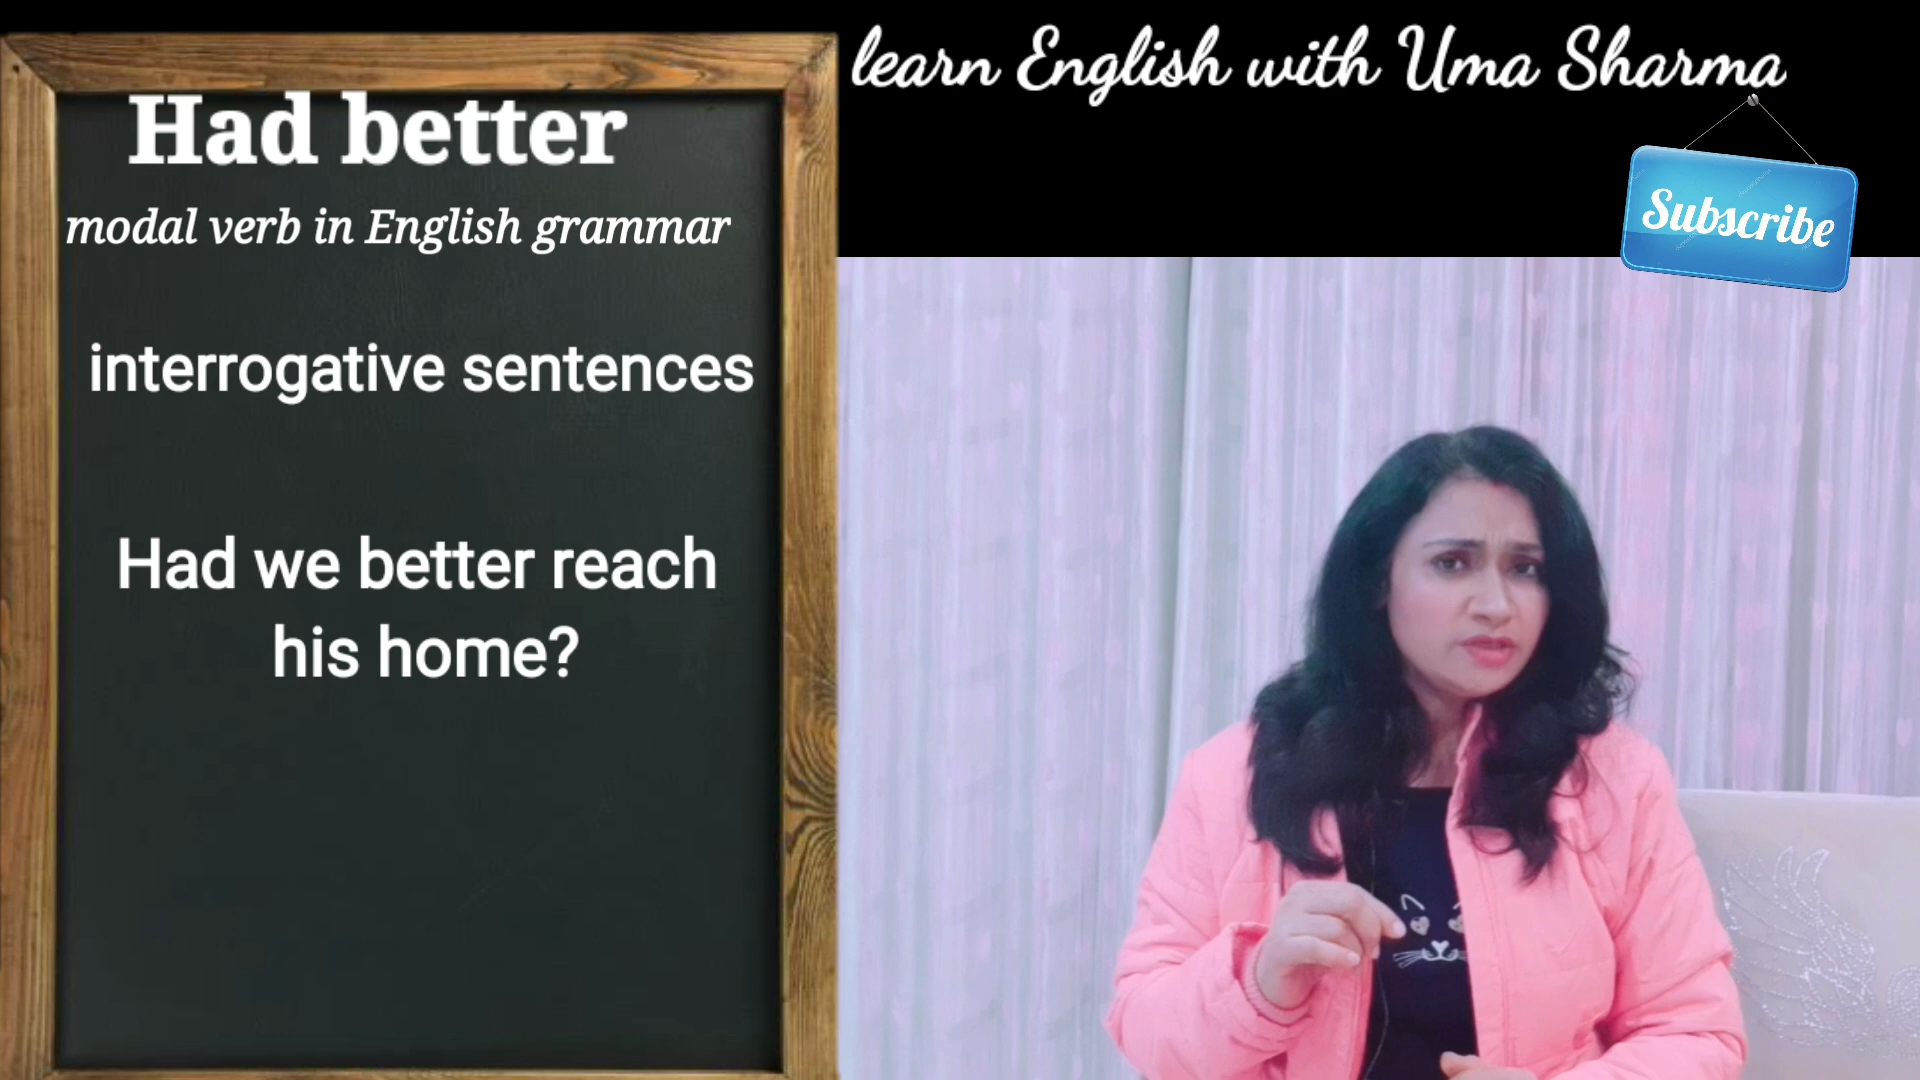 learn English with Uma Sharma
Subscribe
Had better
modal verb in English grammar
interrogative sentences
Had we better reach
his home?